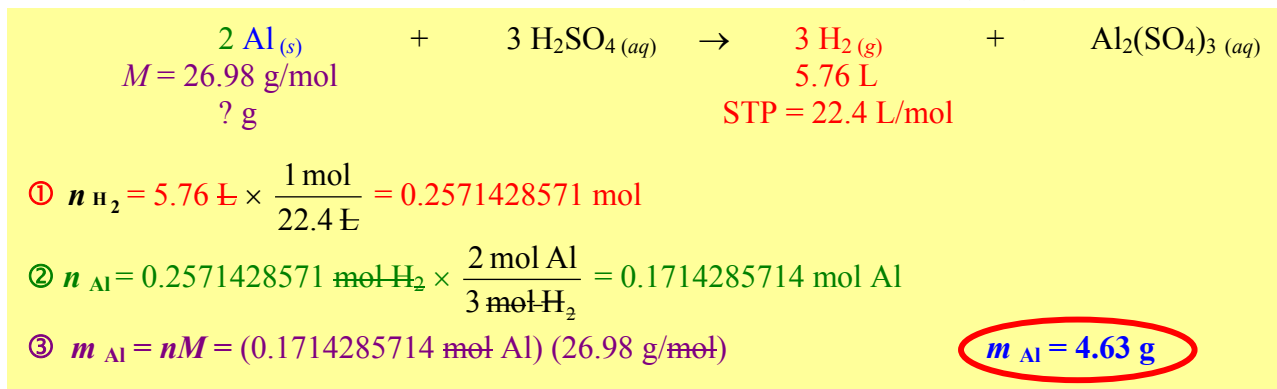 2 Al (s) + 3 H₂SO₄ (aq) → 3 H₂ (g) + Al₂(SO₄)₃ (aq)
M = 26.98 g/mol 5.76 L
? g STP = 22.4 L/mol
① n H₂ = 5.76 L × 1 mol / 22.4 L = 0.2571428571 mol
② n Al = 0.2571428571 mol H₂ × 2 mol Al / 3 mol H₂ = 0.1714285714 mol Al
③ m Al = nM = (0.1714285714 mol Al) (26.98 g/mol) m Al = 4.63 g